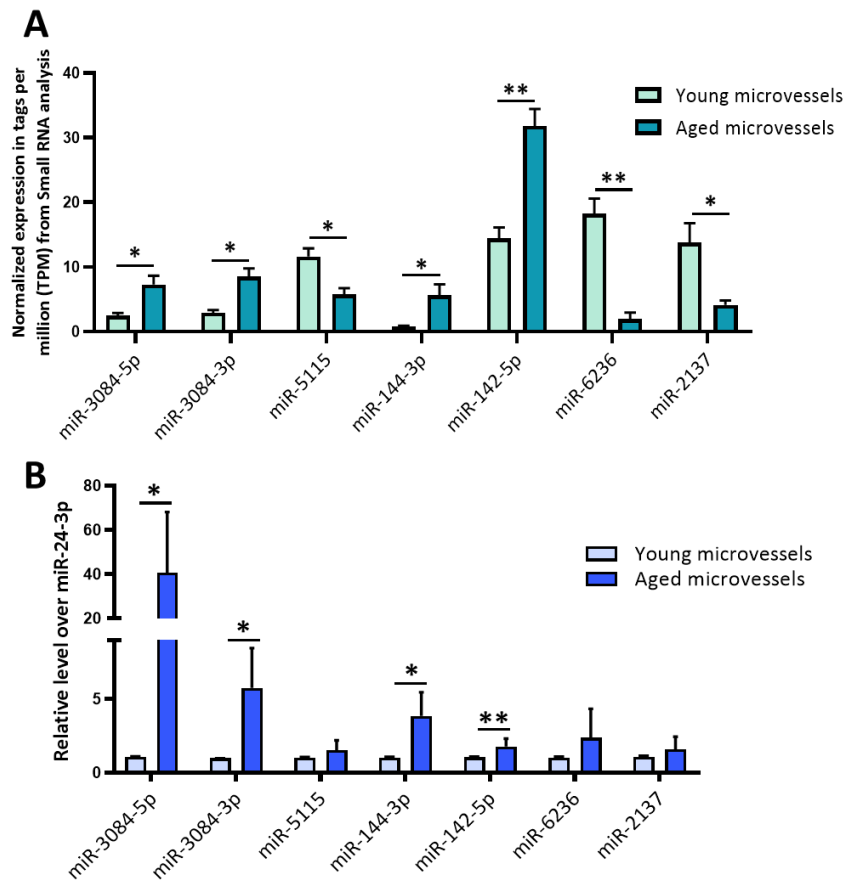 A
Normalized expression in tags per
million (TPM) from Small RNA analysis
40
30
20
10
0
*
*
*
*
**
**
*
Young microvessels
Aged microvessels
miR-3084-5p
miR-3084-3p
miR-5115
miR-144-3p
miR-142-5p
miR-6236
miR-2137
B
Relative level over miR-24-3p
80
60
40
20
5
0
*
*
*
**
Young microvessels
Aged microvessels
miR-3084-5p
miR-3084-3p
miR-5115
miR-144-3p
miR-142-5p
miR-6236
miR-2137